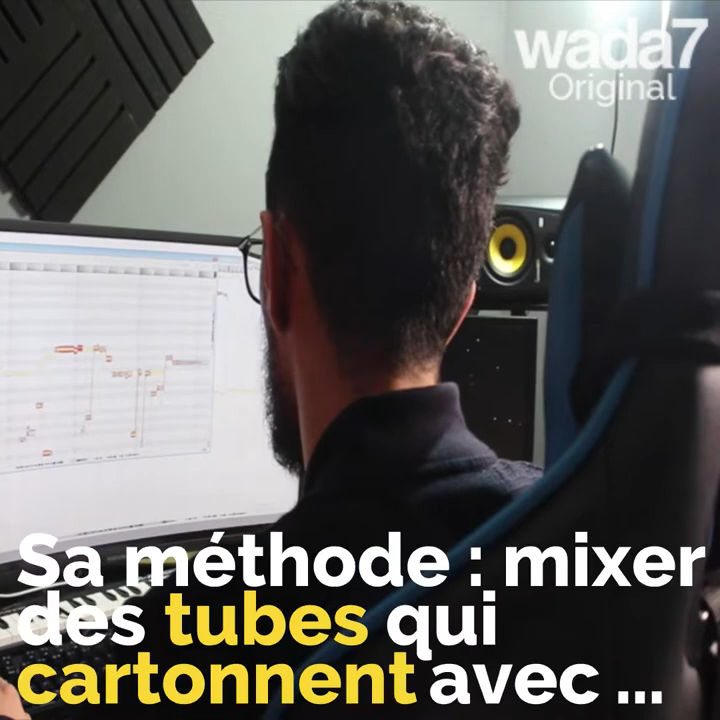 wada7
Original
Sa méthode : mixer
des tubes qui
cartonnent avec ...